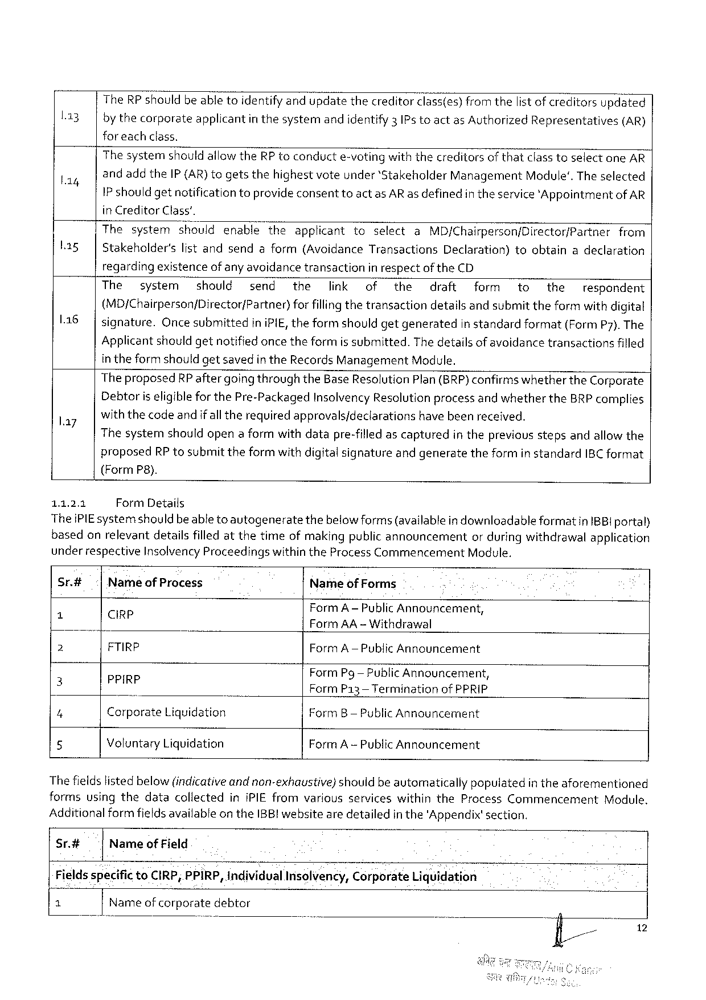 The RP should be able to identify and update the creditor class(es) from the list of creditors updated
I.13 by the corporate applicant in the system and identify 3 IPs to act as Authorized Representatives (AR)
for each class.
The system should allow the RP to conduct e-voting with the creditors of that class to select one AR
and add the IP (AR) to gets the highest vote under 'Stakeholder Management Module'. The selected
I.14
IP should get notification to provide consent to act as AR as defined in the service 'Appointment of AR
in Creditor Class'.
The system should enable the applicant to select a MD/Chairperson/Director/Partner from
I.15 Stakeholder's list and send a form (Avoidance Transactions Declaration) to obtain a declaration
regarding existence of any avoidance transaction in respect of the CD
The system should send the link of the draft form to the respondent
(MD/Chairperson/Director/Partner) for filling the transaction details and submit the form with digital
I.16 signature. Once submitted in iPIE, the form should get generated in standard format (Form P7). The
Applicant should get notified once the form is submitted. The details of avoidance transactions filled
in the form should get saved in the Records Management Module.
The proposed RP after going through the Base Resolution Plan (BRP) confirms whether the Corporate
Debtor is eligible for the Pre-Packaged Insolvency Resolution process and whether the BRP complies
with the code and if all the required approvals/declarations have been received.
I.17
The system should open a form with data pre-filled as captured in the previous steps and allow the
proposed RP to submit the form with digital signature and generate the form in standard IBC format
(Form P8).
1.1.2.1 Form Details
The iPIE system should be able to autogenerate the below forms (available in downloadable format in IBBI portal)
based on relevant details filled at the time of making public announcement or during withdrawal application
under respective Insolvency Proceedings within the Process Commencement Module.
Sr.# Name of Process Name of Forms
1 CIRP Form A – Public Announcement,
Form AA – Withdrawal
2 FTIRP Form A – Public Announcement
3 PPIRP Form P9 – Public Announcement,
Form P13 – Termination of PPRIP
4 Corporate Liquidation Form B – Public Announcement
5 Voluntary Liquidation Form A – Public Announcement
The fields listed below (indicative and non-exhaustive) should be automatically populated in the aforementioned
forms using the data collected in iPIE from various services within the Process Commencement Module.
Additional form fields available on the IBBI website are detailed in the 'Appendix' section.
Sr.# Name of Field
Fields specific to CIRP, PPIRP, Individual Insolvency, Corporate Liquidation
1 Name of corporate debtor
12
/Anil C
/Under